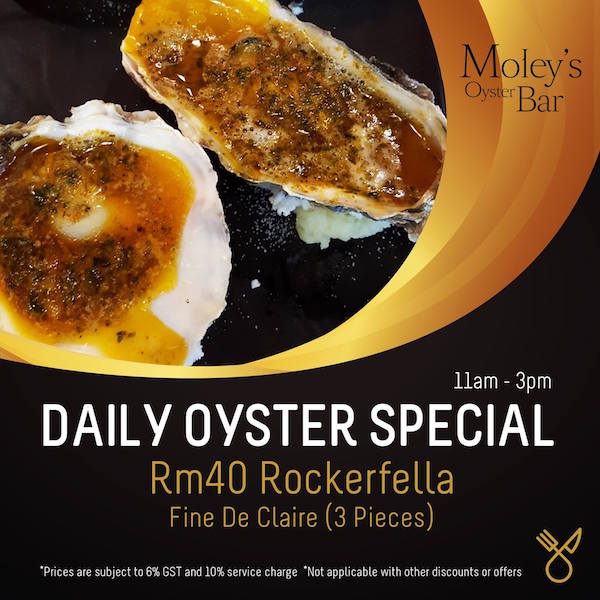 Moley's
Oyster Bar
11am - 3pm
DAILY OYSTER SPECIAL
Rm40 Rockerfella
Fine De Claire (3 Pieces)
*Prices are subject to 6% GST and 10% service charge *Not applicable with other discounts or offers